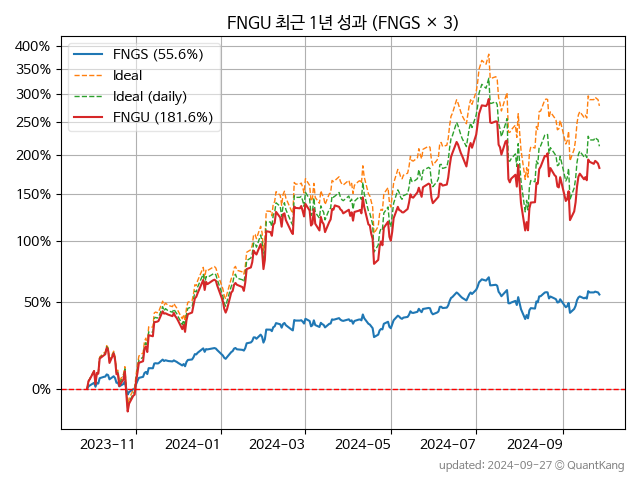 FNGU 최근 1년 성과 (FNGS × 3)
FNGS (55.6%)
Ideal
Ideal (daily)
FNGU (181.6%)
400%
350%
300%
250%
200%
150%
100%
50%
0%
2023-11
2024-01
2024-03
2024-05
2024-07
2024-09
updated: 2024-09-27 © QuantKang